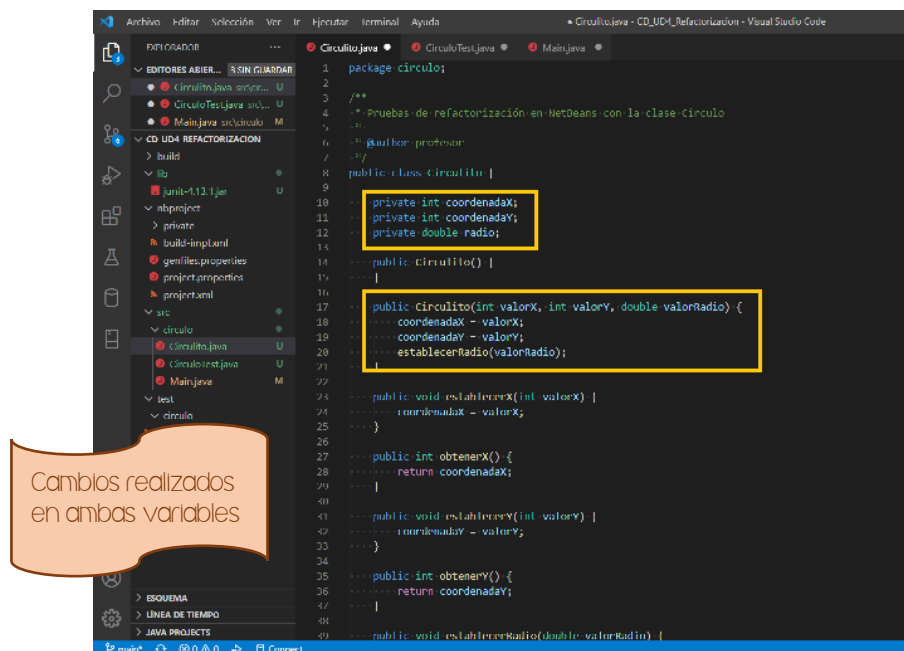 Archivo Editar Selección Ver Ir Ejecutar Terminal Ayuda
● Circulito.java - CD_UD4_Refactorizacion - Visual Studio Code
EXPLORADOR ...
EDITORES ABIER... 3 SIN GUARDAR
Circulito.java src\cir... U
CirculoTest.java src\... U
Main.java src\circulo M
CD UD4 REFACTORIZACION
build
lib
junit-4.13.1.jar U
nbproject
private
build-impl.xml
genfiles.properties
project.properties
project.xml
src
circulo
Circulito.java U
CirculoTest.java U
Main.java M
test
circulo
ESQUEMA
LÍNEA DE TIEMPO
JAVA PROJECTS
main* 0 0 Connect
Cambios realizados
en ambas variables
Circulito.java ● CirculoTest.java ● Main.java ●
1 package circulo;
2
3 /**
4 * Pruebas de refactorización en NetBeans con la clase Circulo
5 *
6 * @author profesor
7 */
8 public class Circulito {
9
10 private int coordenadaX;
11 private int coordenadaY;
12 private double radio;
13
14 public Circulito() {
15 }
16
17 public Circulito(int valorX, int valorY, double valorRadio) {
18 coordenadaX = valorX;
19 coordenadaY = valorY;
20 establecerRadio(valorRadio);
21 }
22
23 public void establecerX(int valorX) {
24 coordenadaX = valorX;
25 }
26
27 public int obtenerX() {
28 return coordenadaX;
29 }
30
31 public void establecerY(int valorY) {
32 coordenadaY = valorY;
33 }
34
35 public int obtenerY() {
36 return coordenadaY;
37 }
38
39 public void establecerRadio(double valorRadio) {